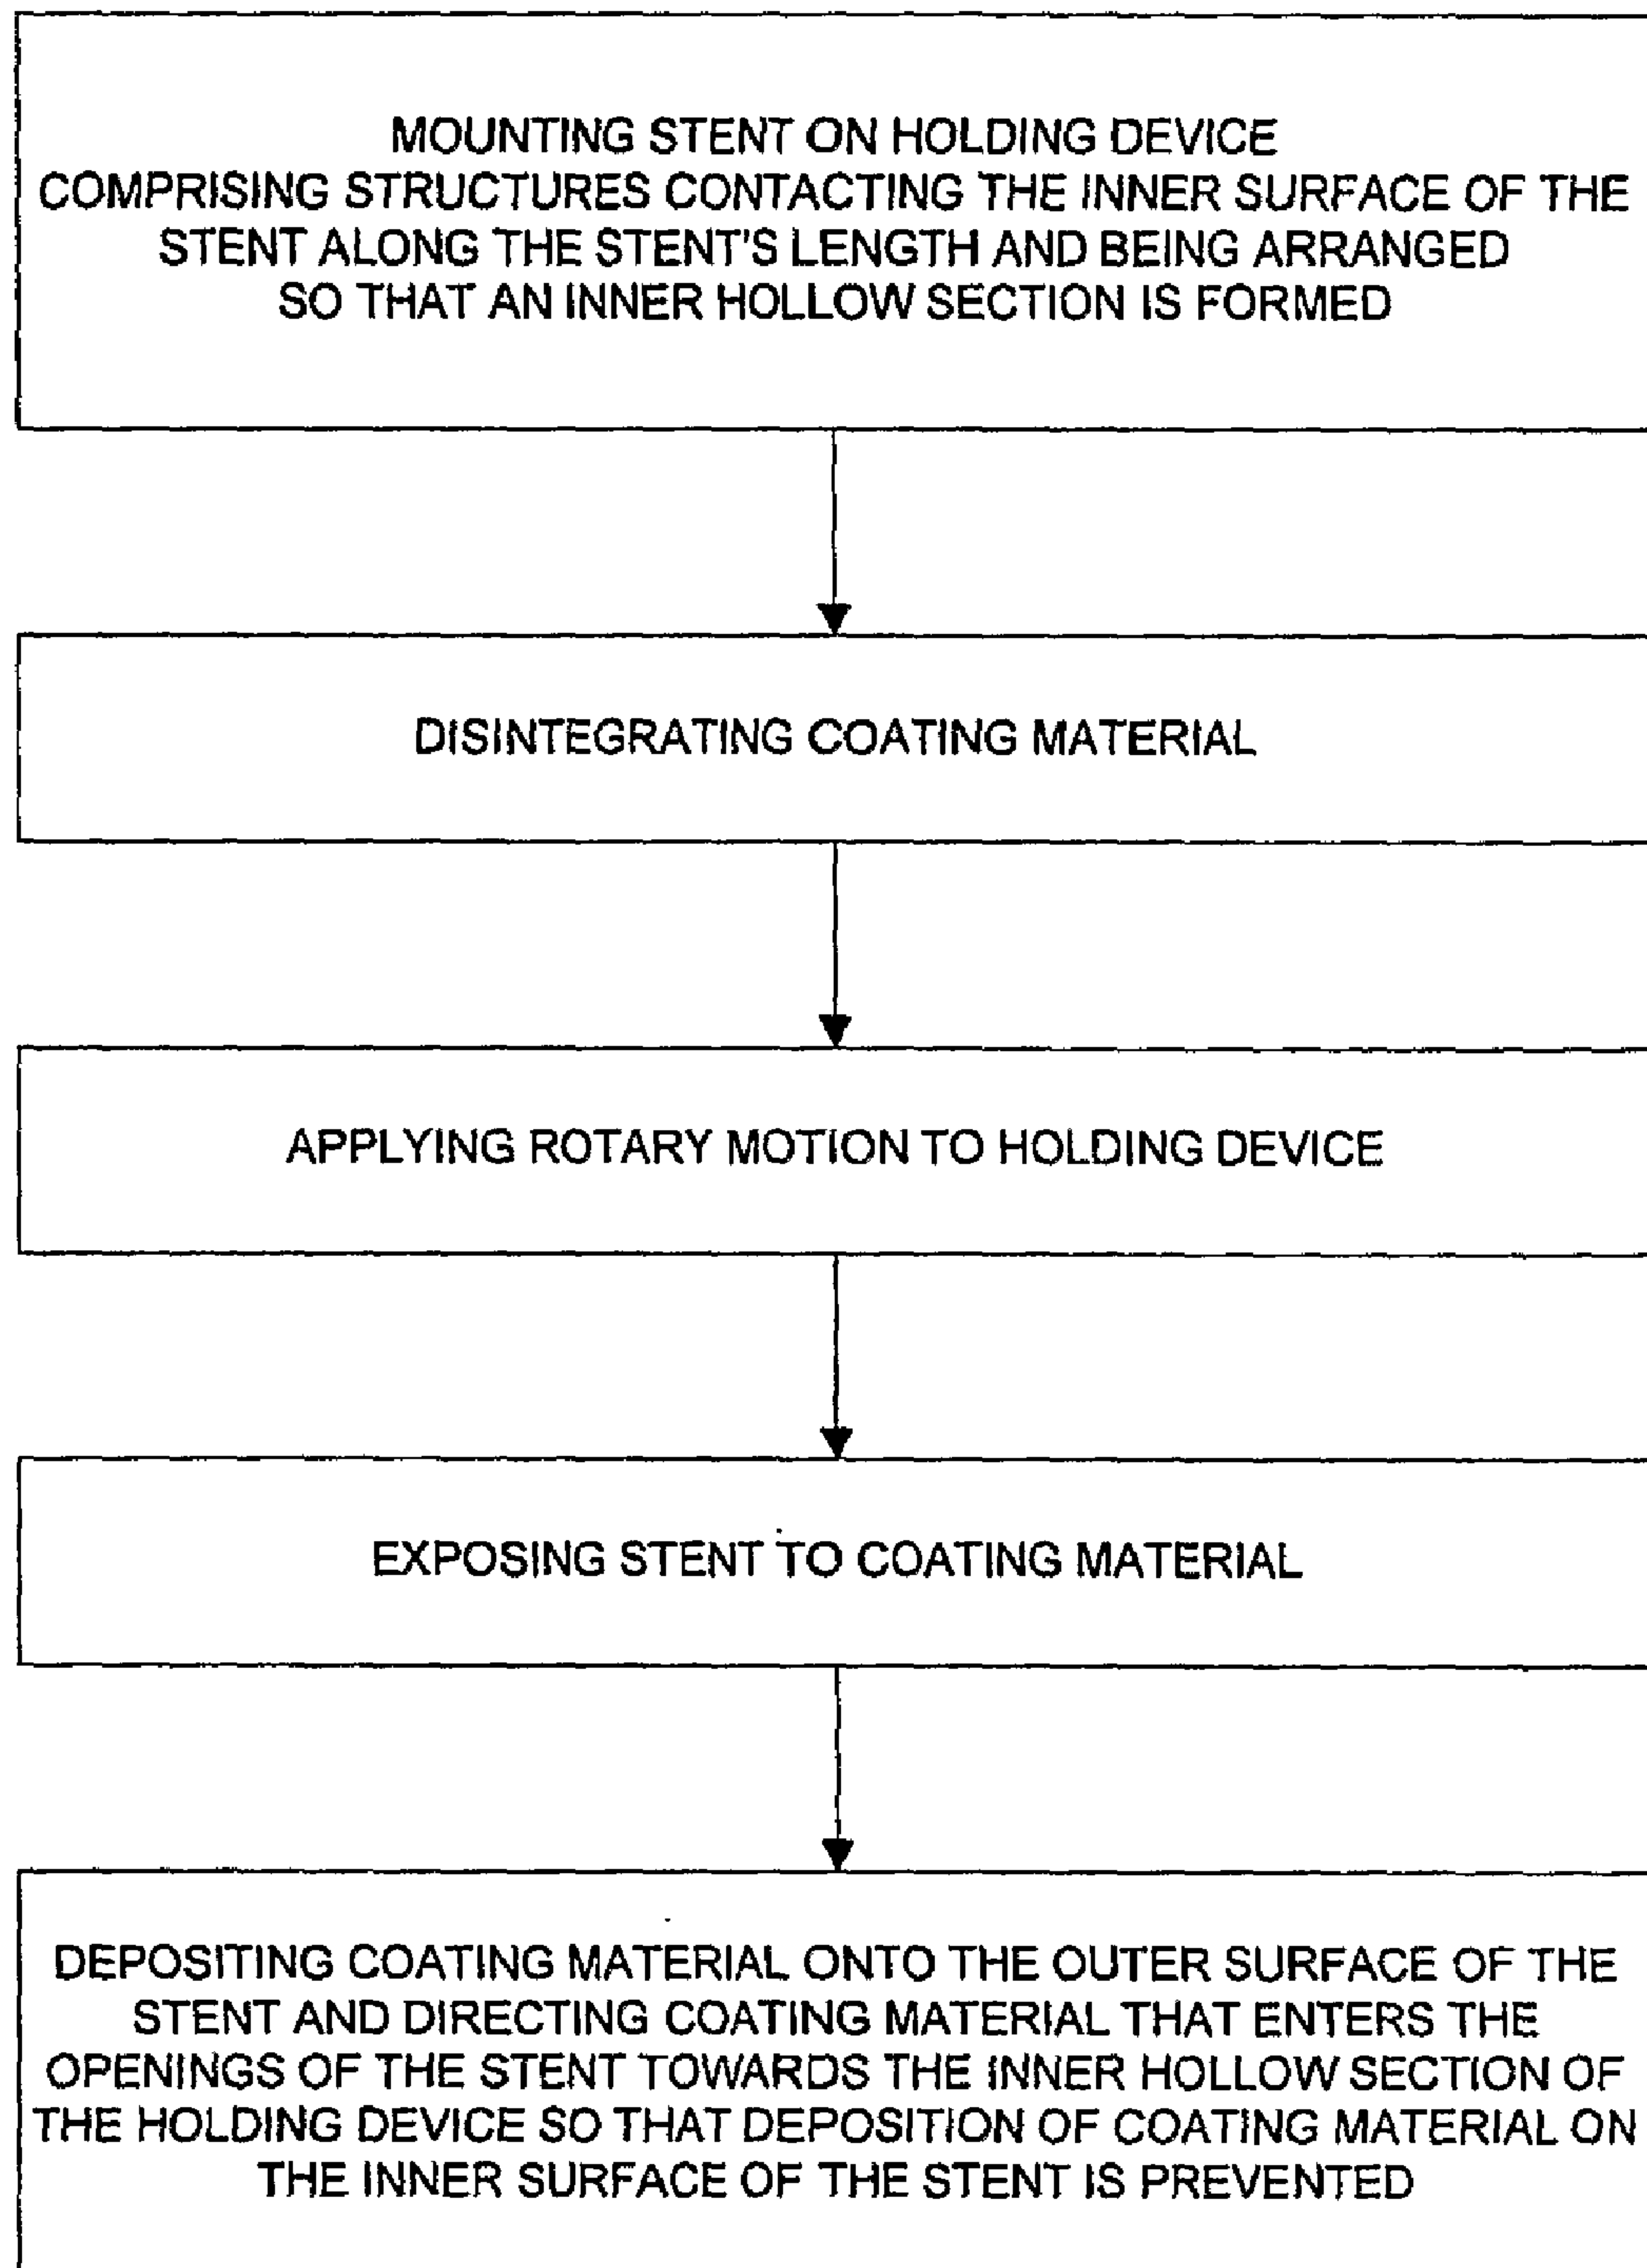 MOUNTING STENT ON HOLDING DEVICE
COMPRISING STRUCTURES CONTACTING THE INNER SURFACE OF THE
STENT ALONG THE STENT'S LENGTH AND BEING ARRANGED
SO THAT AN INNER HOLLOW SECTION IS FORMED
DISINTEGRATING COATING MATERIAL
APPLYING ROTARY MOTION TO HOLDING DEVICE
EXPOSING STENT TO COATING MATERIAL
DEPOSITING COATING MATERIAL ONTO THE OUTER SURFACE OF THE
STENT AND DIRECTING COATING MATERIAL THAT ENTERS THE
OPENINGS OF THE STENT TOWARDS THE INNER HOLLOW SECTION OF
THE HOLDING DEVICE SO THAT DEPOSITION OF COATING MATERIAL ON
THE INNER SURFACE OF THE STENT IS PREVENTED